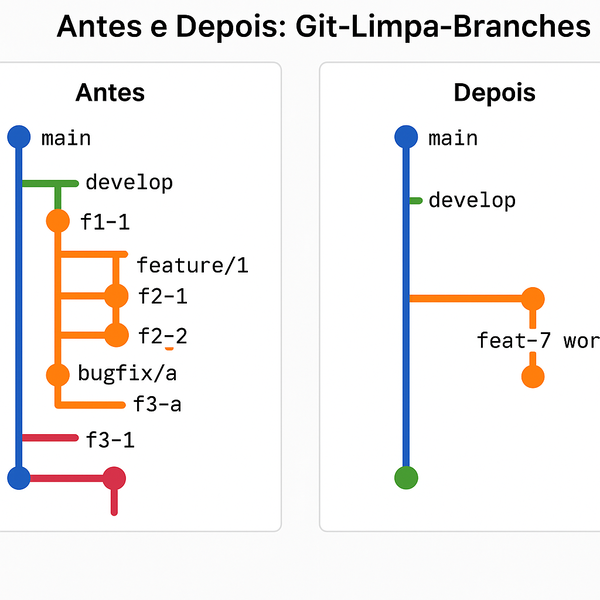 Antes e Depois: Git-Limpa-Branches
Antes
main
develop
f1-1
feature/1
f2-1
f2-2
bugfix/a
f3-a
f3-1
Depois
main
develop
feat-7 wor